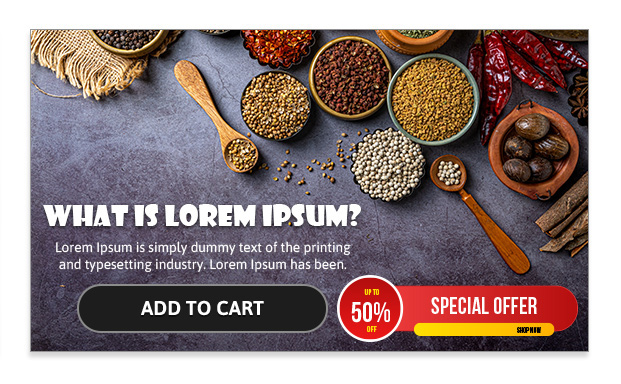 WHAT IS LOREM IPSUM?
Lorem Ipsum is simply dummy text of the printing
and typesetting industry. Lorem Ipsum has been.
ADD TO CART
UP TO
50%
OFF
SPECIAL OFFER
SHOP NOW